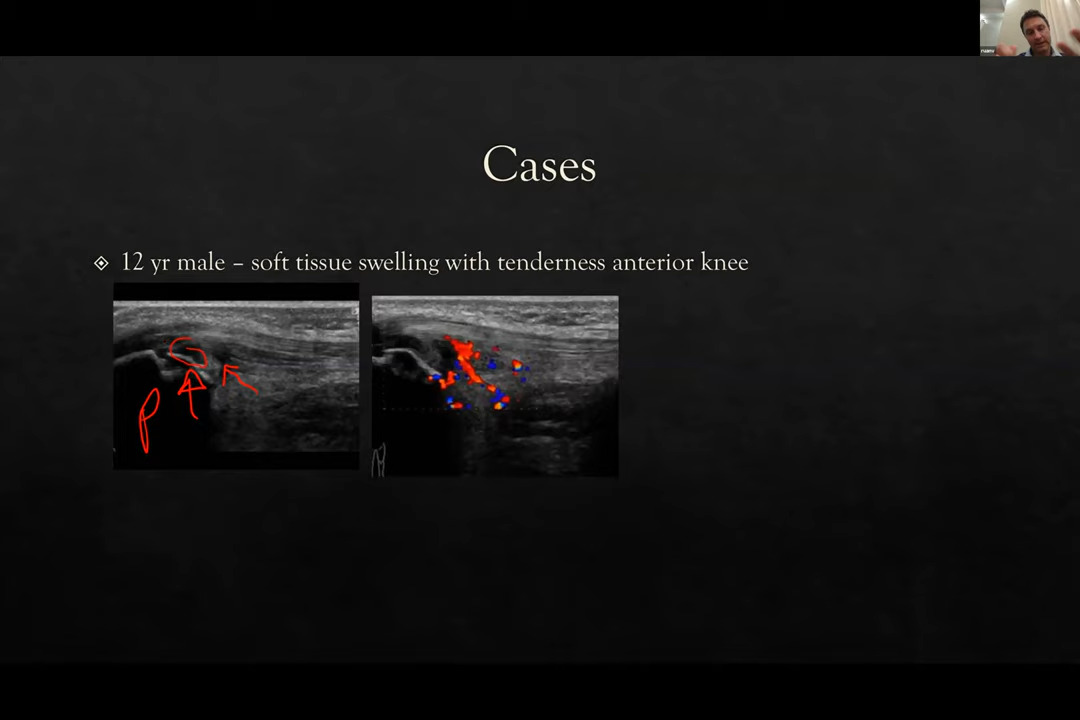 Cases
12 yr male – soft tissue swelling with tenderness anterior knee
P